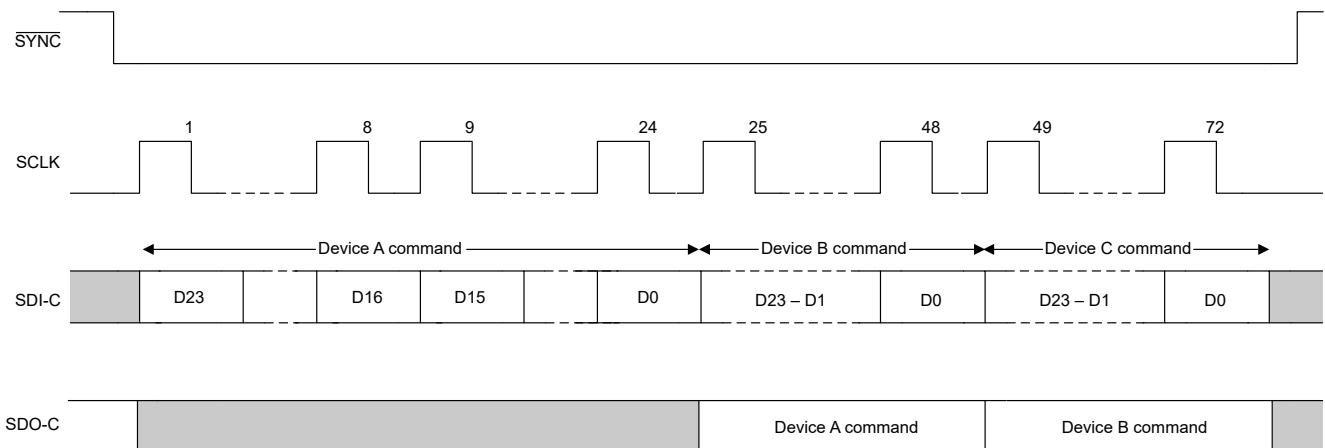 SYNC
1 8 9 24 25 48 49 72
SCLK
Device A command Device B command Device C command
SDI-C D23 D16 D15 D0 D23 – D1 D0 D23 – D1 D0
SDO-C Device A command Device B command